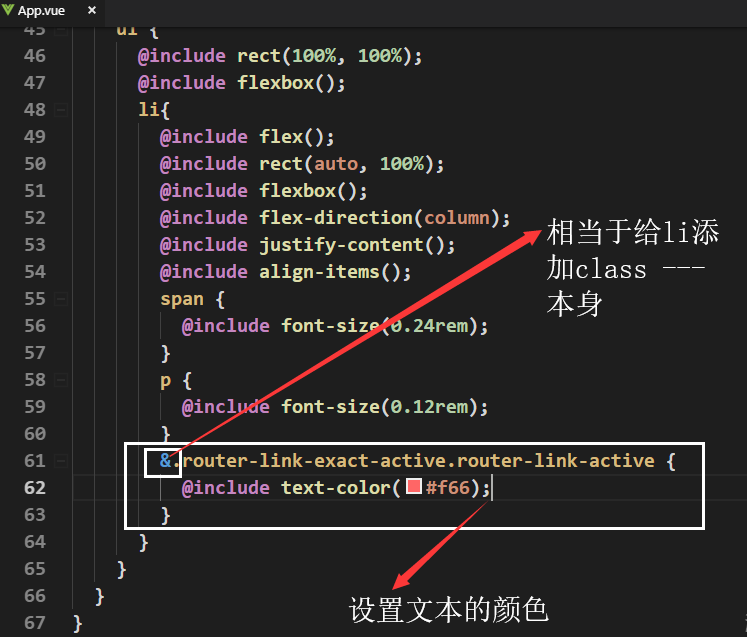 App.vue ×
45 ul {
46 @include rect(100%, 100%);
47 @include flexbox();
48 li{
49 @include flex();
50 @include rect(auto, 100%);
51 @include flexbox();
52 @include flex-direction(column);
53 @include justify-content();
54 @include align-items();
55 span {
56 @include font-size(0.24rem);
57 }
58 p {
59 @include font-size(0.12rem);
60 }
61 &.router-link-exact-active.router-link-active {
62 @include text-color(#f66);
63 }
64 }
65 }
66 }
67 }
相当于给li添
加class ---
本身
设置文本的颜色